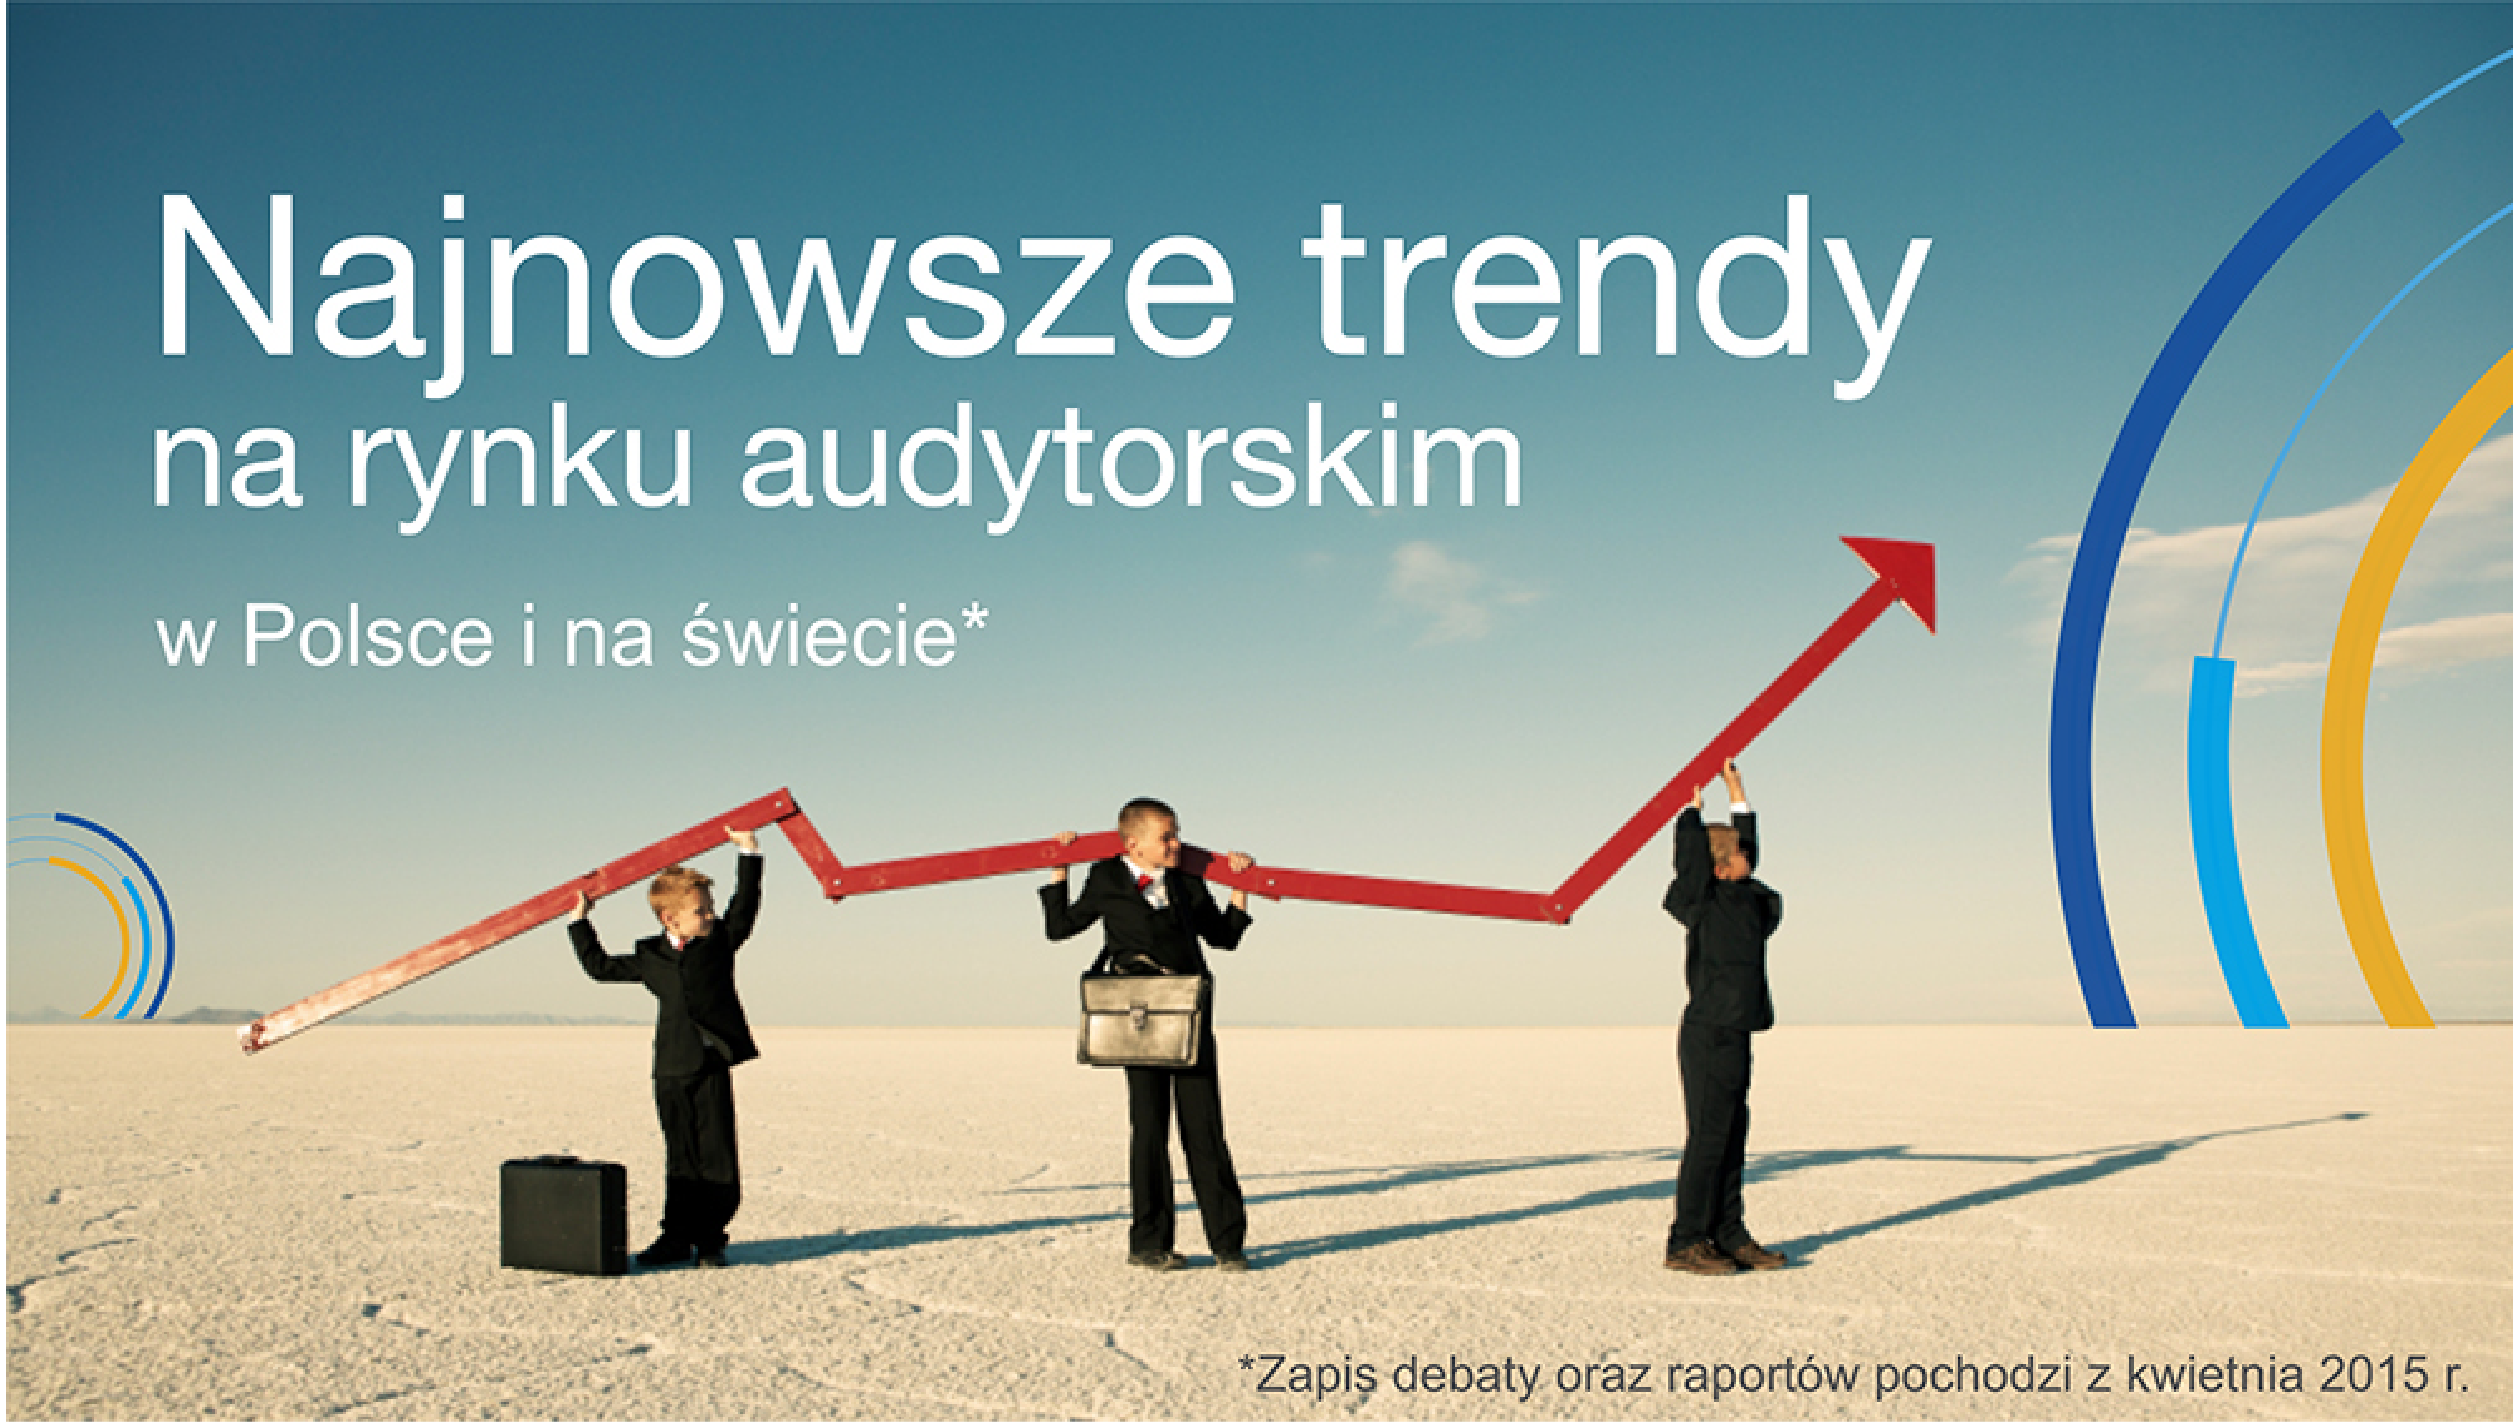 Najnowsze trendy
na rynku audytorskim
w Polsce i na świecie*
*Zapis debaty oraz raportów pochodzi z kwietnia 2015 r.